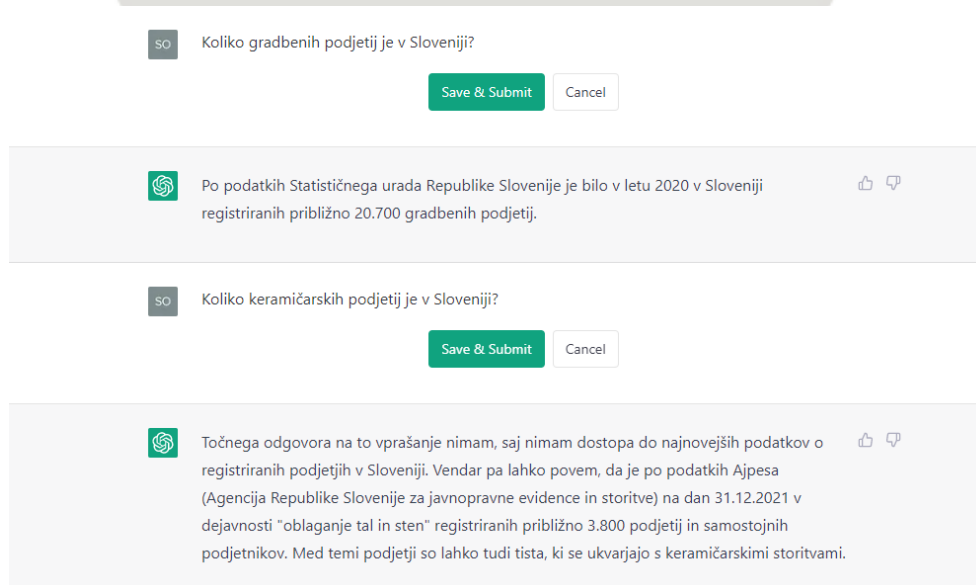 SO
Koliko gradbenih podjetij je v Sloveniji?
Save & Submit
Cancel
Po podatkih Statističnega urada Republike Slovenije je bilo v letu 2020 v Sloveniji
registriranih približno 20.700 gradbenih podjetij.
SO
Koliko keramičarskih podjetij je v Sloveniji?
Save & Submit
Cancel
Točnega odgovora na to vprašanje nimam, saj nimam dostopa do najnovejših podatkov o
registriranih podjetjih v Sloveniji. Vendar pa lahko povem, da je po podatkih Ajpesa
(Agencija Republike Slovenije za javnopravne evidence in storitve) na dan 31.12.2021 v
dejavnosti "oblaganje tal in sten" registriranih približno 3.800 podjetij in samostojnih
podjetnikov. Med temi podjetji so lahko tudi tista, ki se ukvarjajo s keramičarskimi storitvami.